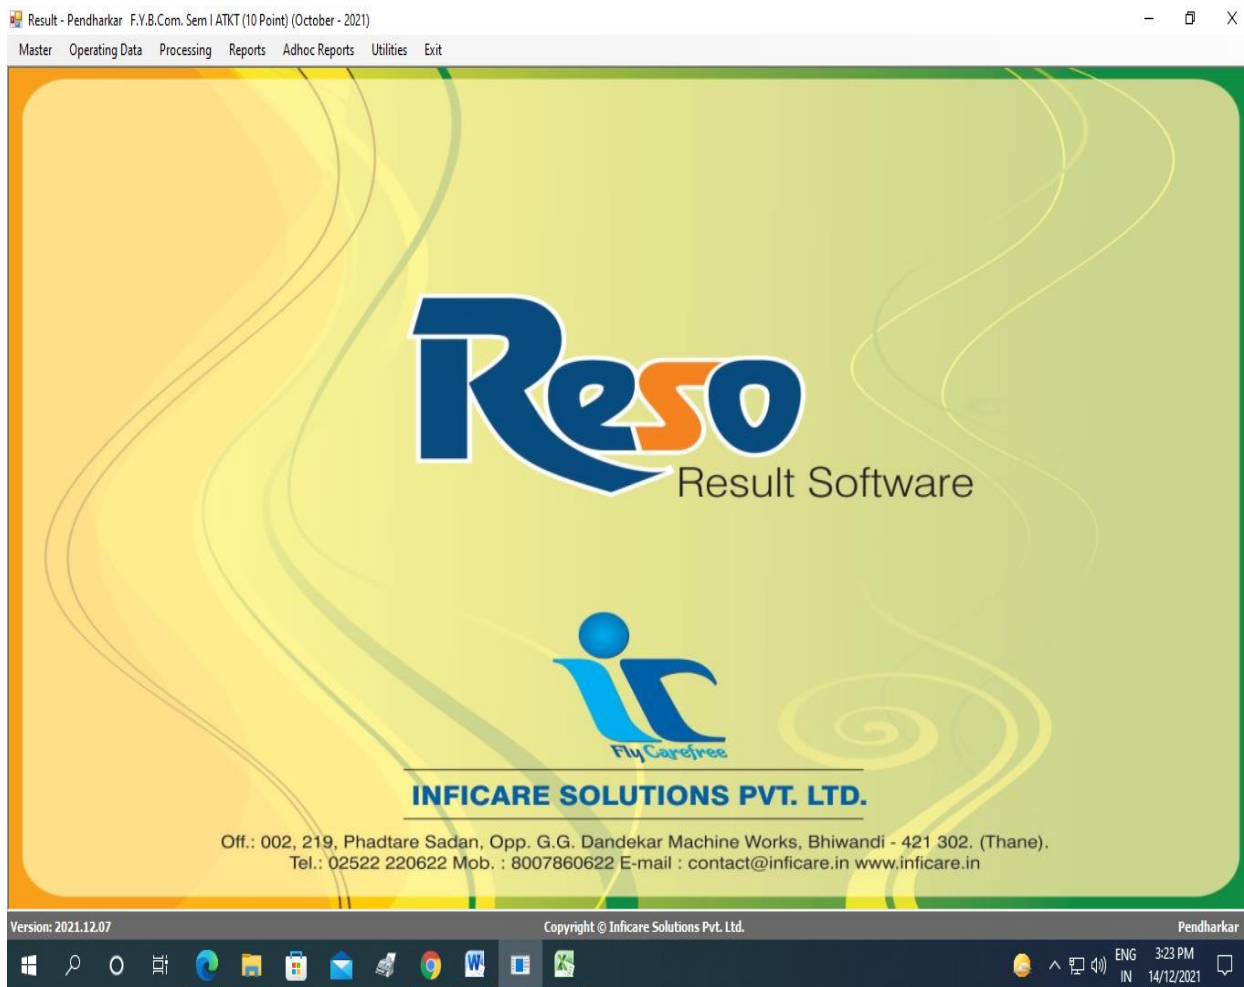 Result - Pendharkar F.Y.B.Com. Sem I ATKT (10 Point) (October - 2021)
Master Operating Data Processing Reports Adhoc Reports Utilities Exit
Reso
Result Software
Fly Carefree
INFICARE SOLUTIONS PVT. LTD.
Off.: 002, 219, Phadtare Sadan, Opp. G.G. Dandekar Machine Works, Bhiwandi - 421 302. (Thane).
Tel.: 02522 220622 Mob. : 8007860622 E-mail : contact@inficare.in www.inficare.in
Version: 2021.12.07 Copyright © Inficare Solutions Pvt. Ltd. Pendharkar
ENG 3:23 PM
IN 14/12/2021